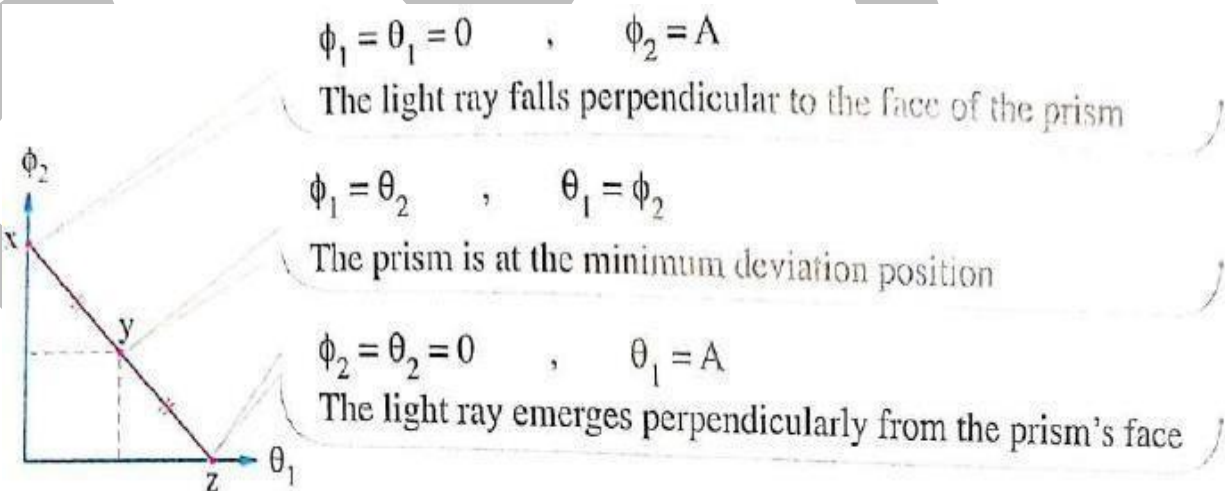 ϕ₁ = θ₁ = 0 , ϕ₂ = A
The light ray falls perpendicular to the face of the prism
ϕ₂
ϕ₁ = θ₂ , θ₁ = ϕ₂
x
The prism is at the minimum deviation position
y
ϕ₂ = θ₂ = 0 , θ₁ = A
The light ray emerges perpendicularly from the prism's face
θ₁
z